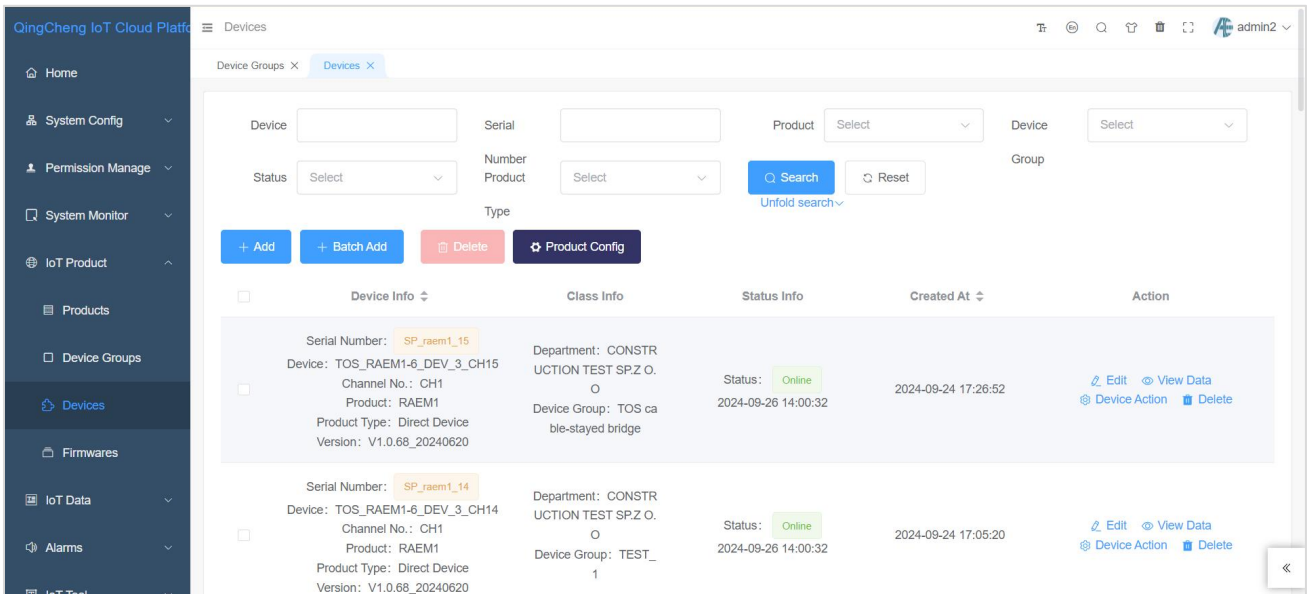 QingCheng IoT Cloud Platfo
Devices
En
admin2
Device Groups
Devices
Home
System Config
Permission Manage
System Monitor
IoT Product
Products
Device Groups
Devices
Firmwares
IoT Data
Alarms
IoT Tool
Device
Serial
Number
Product
Select
Device
Group
Select
Status
Select
Product
Type
Select
Search
Reset
Unfold search
+ Add
+ Batch Add
Delete
Product Config
Device Info
Class Info
Status Info
Created At
Action
Serial Number: SP_raem1_15
Device: TOS_RAEM1-6_DEV_3_CH15
Channel No.: CH1
Product: RAEM1
Product Type: Direct Device
Version: V1.0.68_20240620
Department: CONSTR
UCTION TEST SP.Z O.
O
Device Group: TOS ca
ble-stayed bridge
Status: Online
2024-09-26 14:00:32
2024-09-24 17:26:52
Edit View Data
Device Action Delete
Serial Number: SP_raem1_14
Device: TOS_RAEM1-6_DEV_3_CH14
Channel No.: CH1
Product: RAEM1
Product Type: Direct Device
Version: V1.0.68_20240620
Department: CONSTR
UCTION TEST SP.Z O.
O
Device Group: TEST_
1
Status: Online
2024-09-26 14:00:32
2024-09-24 17:05:20
Edit View Data
Device Action Delete